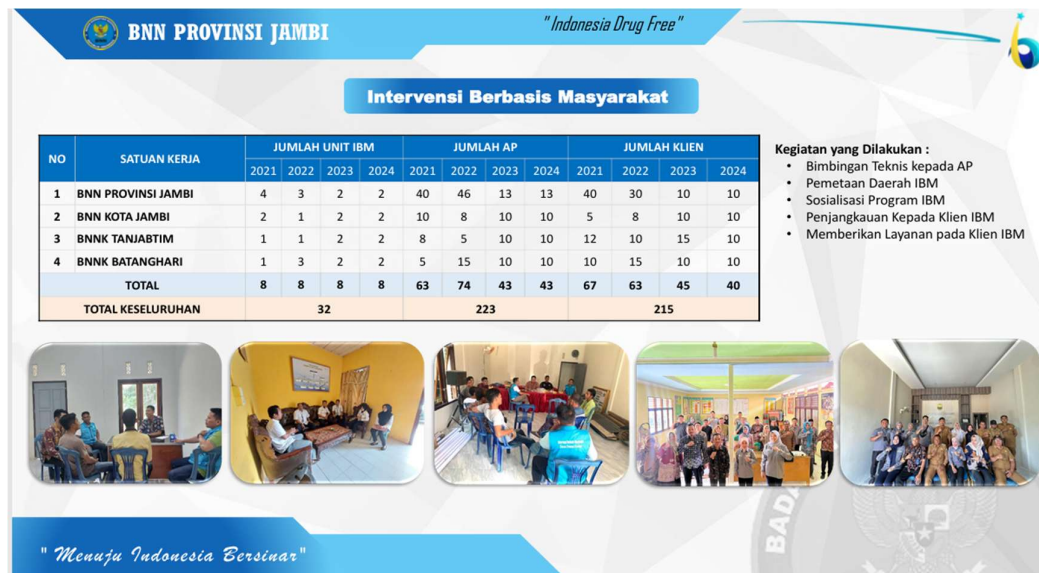 BNN PROVINSI JAMBI
"Indonesia Drug Free"
Intervensi Berbasis Masyarakat
NO SATUAN KERJA JUMLAH UNIT IBM JUMLAH AP JUMLAH KLIEN
2021 2022 2023 2024 2021 2022 2023 2024 2021 2022 2023 2024
1 BNN PROVINSI JAMBI 4 3 2 2 40 46 13 13 40 30 10 10
2 BNN KOTA JAMBI 2 1 2 2 10 8 10 10 5 8 10 10
3 BNNK TANJABTIM 1 1 2 2 8 5 10 10 12 10 15 10
4 BNNK BATANGHARI 1 3 2 2 5 15 10 10 10 15 10 10
TOTAL 8 8 8 8 63 74 43 43 67 63 45 40
TOTAL KESELURUHAN 32 223 215
Kegiatan yang Dilakukan :
• Bimbingan Teknis kepada AP
• Pemetaan Daerah IBM
• Sosialisasi Program IBM
• Penjangkauan Kepada Klien IBM
• Memberikan Layanan pada Klien IBM
BADA
" Menuju Indonesia Bersinar"